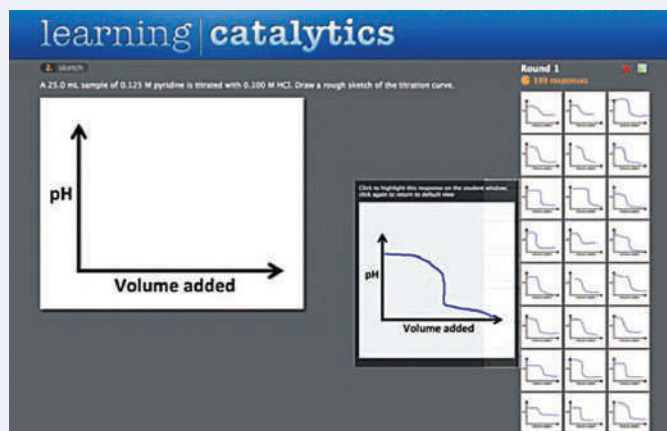 learning | catalytics
2. sketch
A 25.0 mL sample of 0.125 M pyridine is titrated with 0.100 M HCl. Draw a rough sketch of the titration curve.
Round 1
199 responses
pH
Volume added
Click to highlight this response on the student window,
click again to return to default view
pH
Volume added